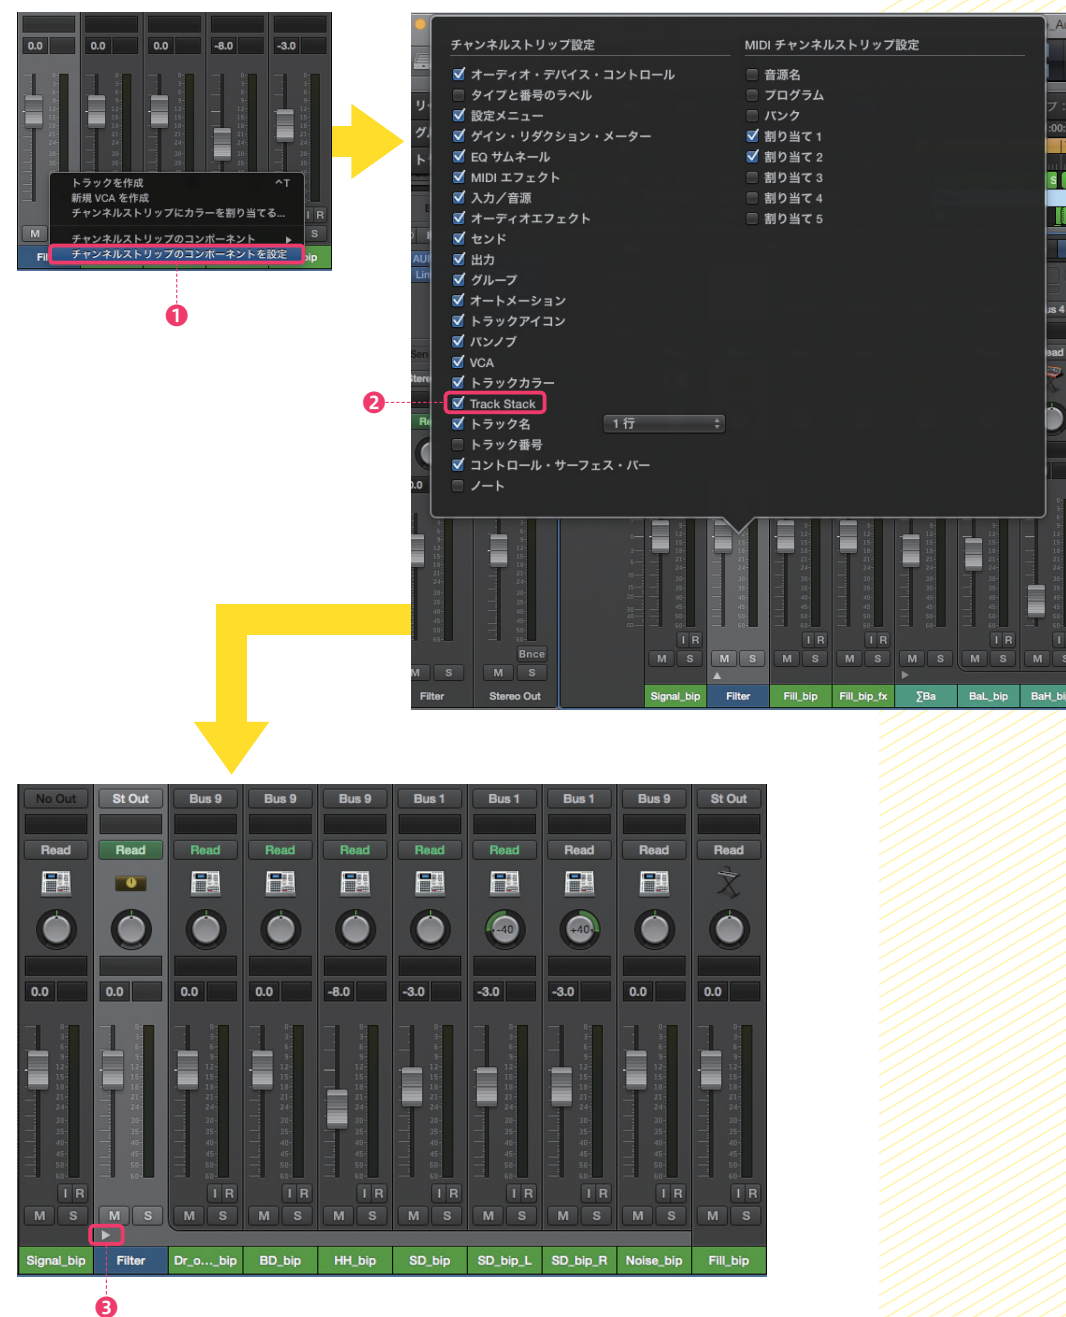 0.0 0.0 0.0 -8.0 -3.0
トラックを作成 ^T
新規 VCA を作成
チャンネルストリップにカラーを割り当てる...
チャンネルストリップのコンポーネント ▶
チャンネルストリップのコンポーネントを設定
I R
M S
Fil bip
1
チャンネルストリップ設定
オーディオ・デバイス・コントロール
タイプと番号のラベル
設定メニュー
ゲイン・リダクション・メーター
EQ サムネール
MIDI エフェクト
入力/音源
オーディオエフェクト
センド
出力
グループ
オートメーション
トラックアイコン
パンノブ
VCA
トラックカラー
2
Track Stack
トラック名 1 行
トラック番号
コントロール・サーフェス・バー
ノート
MIDI チャンネルストリップ設定
音源名
プログラム
バンク
割り当て 1
割り当て 2
割り当て 3
割り当て 4
割り当て 5
I R I R I R I R
Bnce
M S M S M S M S M S M S M S M S M S
Filter Stereo Out Signal_bip Filter Fill_bip Fill_bip_fx ∑Ba BaL_bip BaH_bi
No Out St Out Bus 9 Bus 9 Bus 9 Bus 1 Bus 1 Bus 1 Bus 9 St Out
Read Read Read Read Read Read Read Read Read Read
-40 +40
0.0 0.0 0.0 0.0 -8.0 -3.0 -3.0 -3.0 0.0 0.0
I R I R I R I R I R I R I R I R I R
M S M S M S M S M S M S M S M S M S M S
Signal_bip Filter Dr_o..._bip BD_bip HH_bip SD_bip SD_bip_L SD_bip_R Noise_bip Fill_bip
3